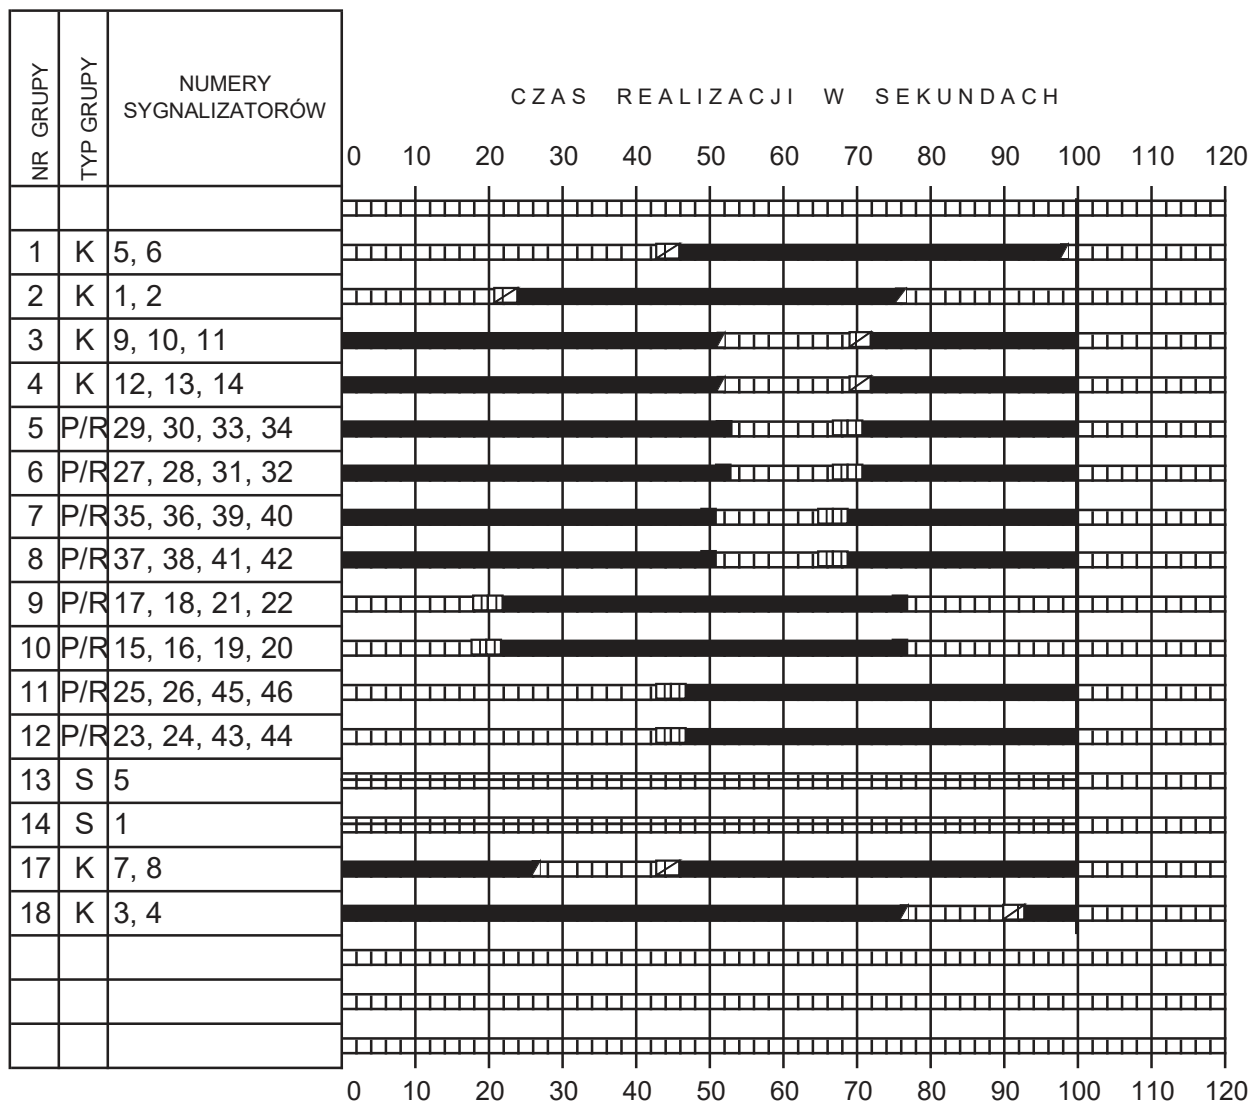 NR GRUPY
TYP GRUPY
NUMERY
SYGNALIZATORÓW
CZAS REALIZACJI W SEKUNDACH
0 10 20 30 40 50 60 70 80 90 100 110 120
1 K 5, 6
2 K 1, 2
3 K 9, 10, 11
4 K 12, 13, 14
5 P/R 29, 30, 33, 34
6 P/R 27, 28, 31, 32
7 P/R 35, 36, 39, 40
8 P/R 37, 38, 41, 42
9 P/R 17, 18, 21, 22
10 P/R 15, 16, 19, 20
11 P/R 25, 26, 45, 46
12 P/R 23, 24, 43, 44
13 S 5
14 S 1
17 K 7, 8
18 K 3, 4
0 10 20 30 40 50 60 70 80 90 100 110 120